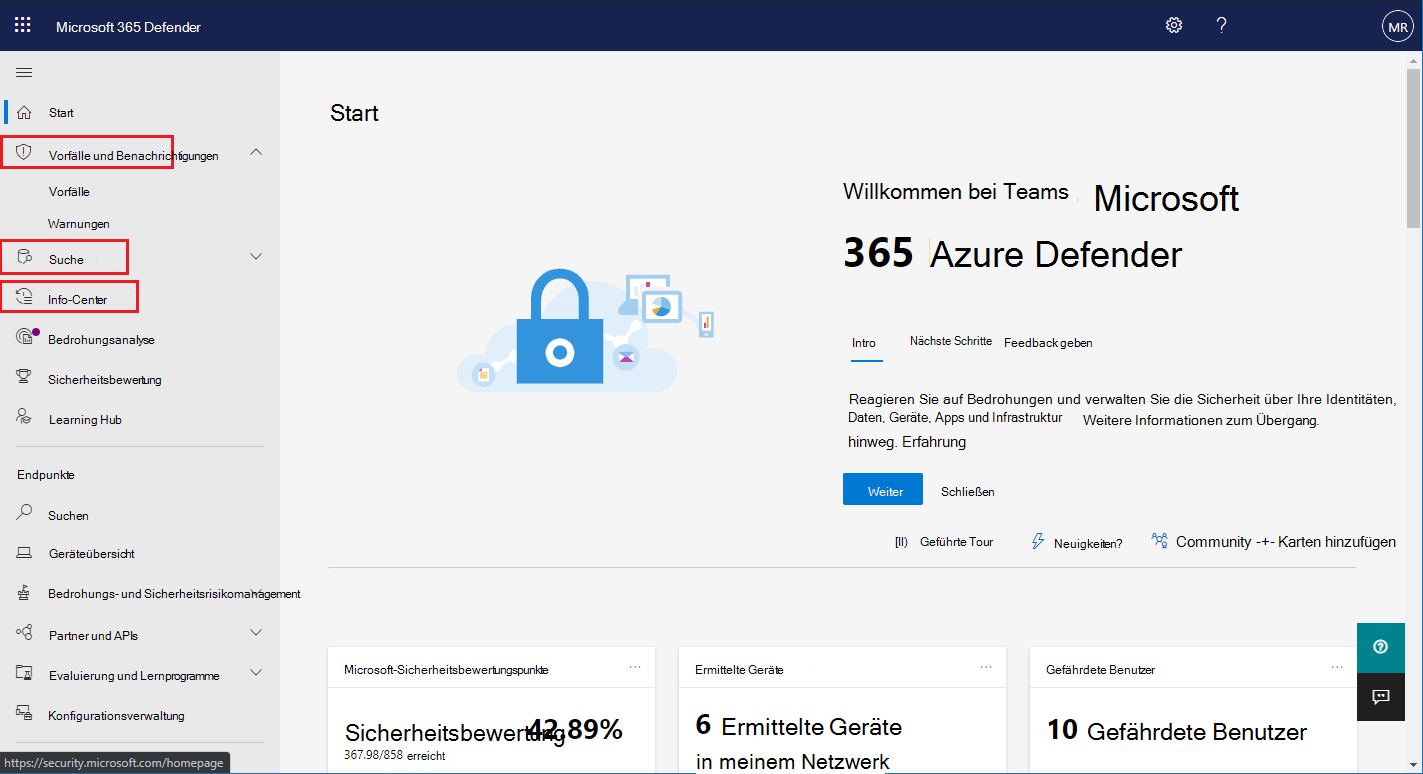 Microsoft 365 Defender
?
MR
Start
Vorfälle und Benachrichtigungen
Vorfälle
Warnungen
Suche
Info-Center
Bedrohungsanalyse
Sicherheitsbewertung
Learning Hub
Endpunkte
Suchen
Geräteübersicht
Bedrohungs- und Sicherheitsrisikomanagement
Partner und APIs
Evaluierung und Lernprogramme
Konfigurationsverwaltung
https://security.microsoft.com/homepage
Start
Willkommen bei Teams Microsoft
365 Azure Defender
Intro Nächste Schritte Feedback geben
Reagieren Sie auf Bedrohungen und verwalten Sie die Sicherheit über Ihre Identitäten,
Daten, Geräte, Apps und Infrastruktur Weitere Informationen zum Übergang.
hinweg. Erfahrung
Weiter Schließen
[II) Geführte Tour Neuigkeiten? Community -+- Karten hinzufügen
Microsoft-Sicherheitsbewertungspunkte ...
Sicherheitsbewertung 42.89%
367.98/858 erreicht
Ermittelte Geräte ...
6 Ermittelte Geräte
in meinem Netzwerk
Gefährdete Benutzer ...
10 Gefährdete Benutzer